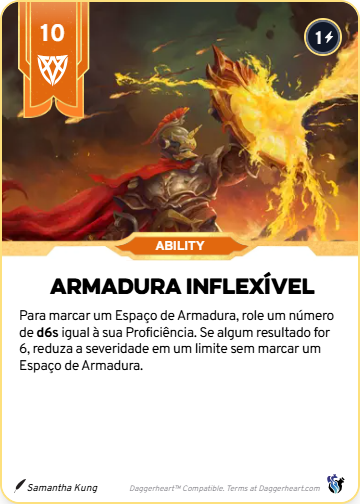 10
1
ABILITY
ARMADURA INFLEXÍVEL
Para marcar um Espaço de Armadura, role um número
de d6s igual à sua Proficiência. Se algum resultado for
6, reduza a severidade em um limite sem marcar um
Espaço de Armadura.
Samantha Kung
Daggerheart™ Compatible. Terms at Daggerheart.com